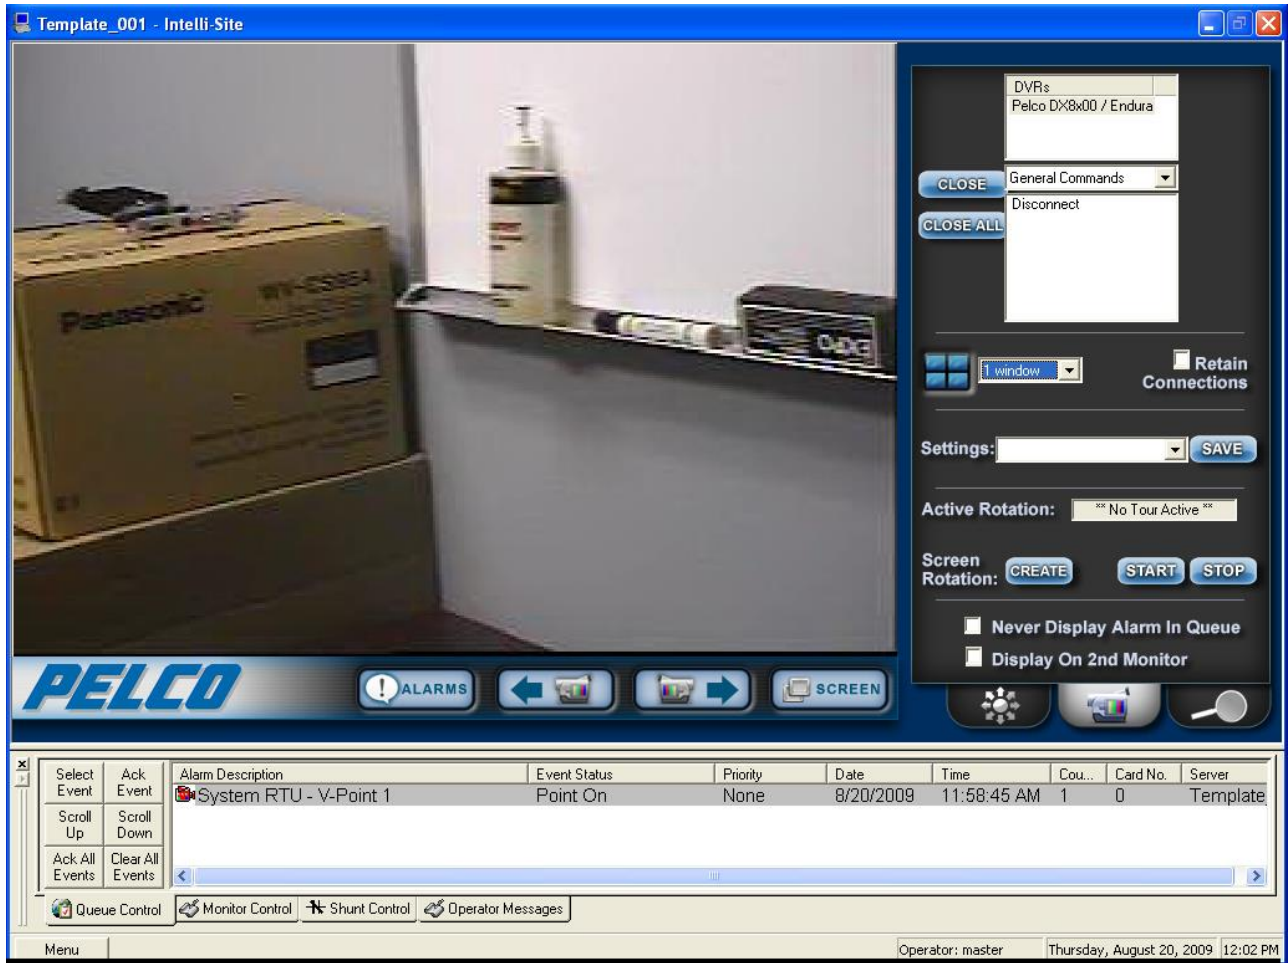 Template_001 - Intelli-Site
Panasonic WV-CS954
DVRs
Pelco DX8x00 / Endura
CLOSE
General Commands
CLOSE ALL
Disconnect
1 window
Retain
Connections
Settings:
SAVE
Active Rotation:
** No Tour Active **
Screen
Rotation:
CREATE
START
STOP
Never Display Alarm In Queue
Display On 2nd Monitor
PELCO
ALARMS
SCREEN
Select Event
Ack Event
Scroll Up
Scroll Down
Ack All Events
Clear All Events
Alarm Description Event Status Priority Date Time Cou... Card No. Server
System RTU - V-Point 1 Point On None 8/20/2009 11:58:45 AM 1 0 Template
Queue Control Monitor Control Shunt Control Operator Messages
Menu Operator: master Thursday, August 20, 2009 12:02 PM